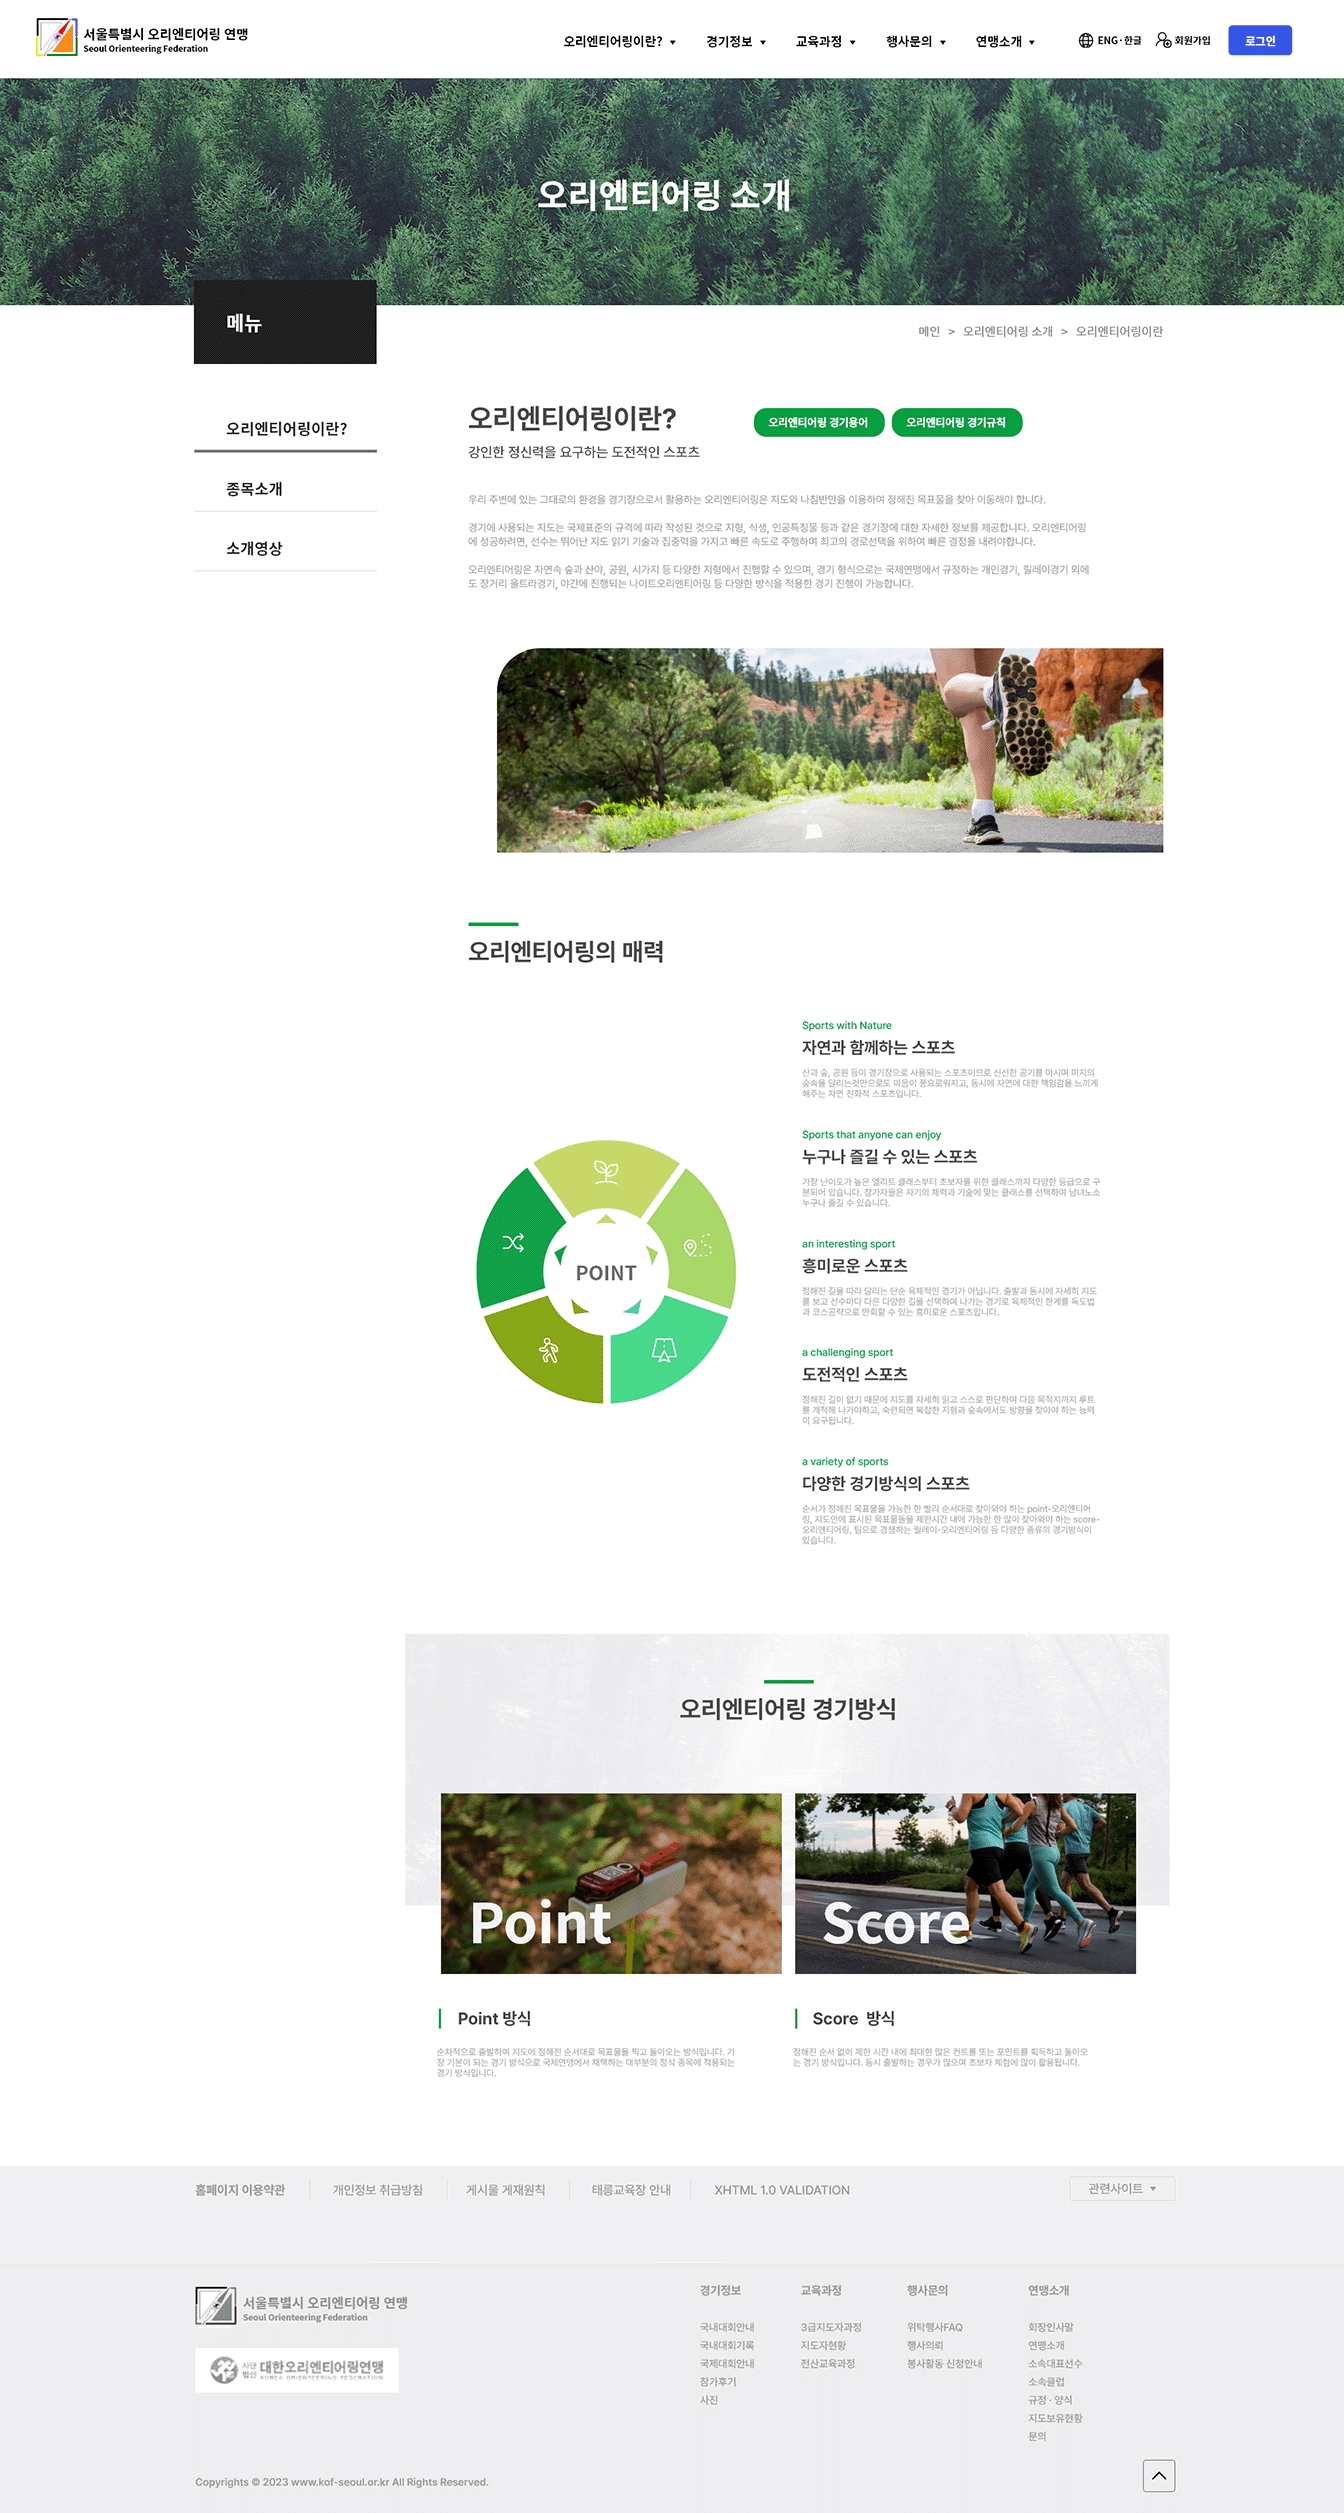 서울특별시 오리엔티어링 연맹
Seoul Orienteering Federation
오리엔티어링이란? ▼
경기정보 ▼
교육과정 ▼
행사문의 ▼
연맹소개 ▼
ENG · 한글
회원가입
로그인
오리엔티어링 소개
메뉴
메인 > 오리엔티어링 소개 > 오리엔티어링이란
오리엔티어링이란?
종목소개
소개영상
오리엔티어링이란?
오리엔티어링 경기용어
오리엔티어링 경기규칙
강인한 정신력을 요구하는 도전적인 스포츠
우리 주변에 있는 그대로의 환경을 경기장으로서 활용하는 오리엔티어링은 지도와 나침반만을 이용하여 정해진 목표물을 찾아 이동해야 합니다.
경기에 사용되는 지도는 국제표준의 규격에 따라 작성된 것으로 지형, 식생, 인공특징물 등과 같은 경기장에 대한 자세한 정보를 제공합니다. 오리엔티어링
에 성공하려면, 선수는 뛰어난 지도 읽기 기술과 집중력을 가지고 빠른 속도로 주행하며 최고의 경로선택을 위하여 빠른 결정을 내려야합니다.
오리엔티어링은 자연속 숲과 산야, 공원, 시가지 등 다양한 지형에서 진행할 수 있으며, 경기 형식으로는 국제연맹에서 규정하는 개인경기, 릴레이경기 외에
도 장거리 울트라경기, 야간에 진행되는 나이트오리엔티어링 등 다양한 방식을 적용한 경기 진행이 가능합니다.
오리엔티어링의 매력
POINT
Sports with Nature
자연과 함께하는 스포츠
산과 숲, 공원 등이 경기장으로 사용되는 스포츠이므로 신선한 공기를 마시며 미지의
숲속을 달리는것만으로도 마음이 풍요로워지고, 동시에 자연에 대한 책임감을 느끼게
해주는 자연 친화적 스포츠입니다.
Sports that anyone can enjoy
누구나 즐길 수 있는 스포츠
가장 난이도가 높은 엘리트 클래스부터 초보자를 위한 클래스까지 다양한 등급으로 구
분되어 있습니다. 참가자들은 자기의 체력과 기술에 맞는 클래스를 선택하여 남녀노소
누구나 즐길 수 있습니다.
an interesting sport
흥미로운 스포츠
정해진 길을 따라 달리는 단순 육체적인 경기가 아닙니다. 출발과 동시에 자세히 지도
를 보고 선수마다 다른 다양한 길을 선택하여 나가는 경기로 육체적인 한계를 독도법
과 코스공략으로 만회할 수 있는 흥미로운 스포츠입니다.
a challenging sport
도전적인 스포츠
정해진 길이 없기 때문에 지도를 자세히 읽고 스스로 판단하여 다음 목적지까지 루트
를 개척해 나가야하고, 숙련되면 복잡한 지형과 숲속에서도 방향을 찾아야 하는 능력
이 요구됩니다.
a variety of sports
다양한 경기방식의 스포츠
순서가 정해진 목표물을 가능한 한 빨리 순서대로 찾아와야 하는 point-오리엔티어
링, 지도안에 표시된 목표물들을 제한시간 내에 가능한 한 많이 찾아와야 하는 score-
오리엔티어링, 팀으로 경쟁하는 릴레이-오리엔티어링 등 다양한 종류의 경기방식이
있습니다.
오리엔티어링 경기방식
Point
Score
Point 방식
순차적으로 출발하여 지도에 정해진 순서대로 목표물을 찍고 돌아오는 방식입니다. 가
장 기본이 되는 경기 방식으로 국제연맹에서 채택하는 대부분의 정식 종목에 적용되는
경기 방식입니다.
Score 방식
정해진 순서 없이 제한 시간 내에 최대한 많은 컨트롤 또는 포인트를 획득하고 돌아오
는 경기 방식입니다. 동시 출발하는 경우가 많으며 초보자 체험에 많이 활용됩니다.
홈페이지 이용약관
개인정보 취급방침
게시물 게재원칙
태릉교육장 안내
XHTML 1.0 VALIDATION
관련사이트 ▼
서울특별시 오리엔티어링 연맹
Seoul Orienteering Federation
사단법인 대한오리엔티어링연맹
KOREA ORIENTEERING FEDERATION
경기정보
국내대회안내
국내대회기록
국제대회안내
참가후기
사진
교육과정
3급지도자과정
지도자현황
전산교육과정
행사문의
위탁행사FAQ
행사의뢰
봉사활동 신청안내
연맹소개
회장인사말
연맹소개
소속대표선수
소속클럽
규정 · 양식
지도보유현황
문의
Copyrights © 2023 www.kof-seoul.or.kr All Rights Reserved.